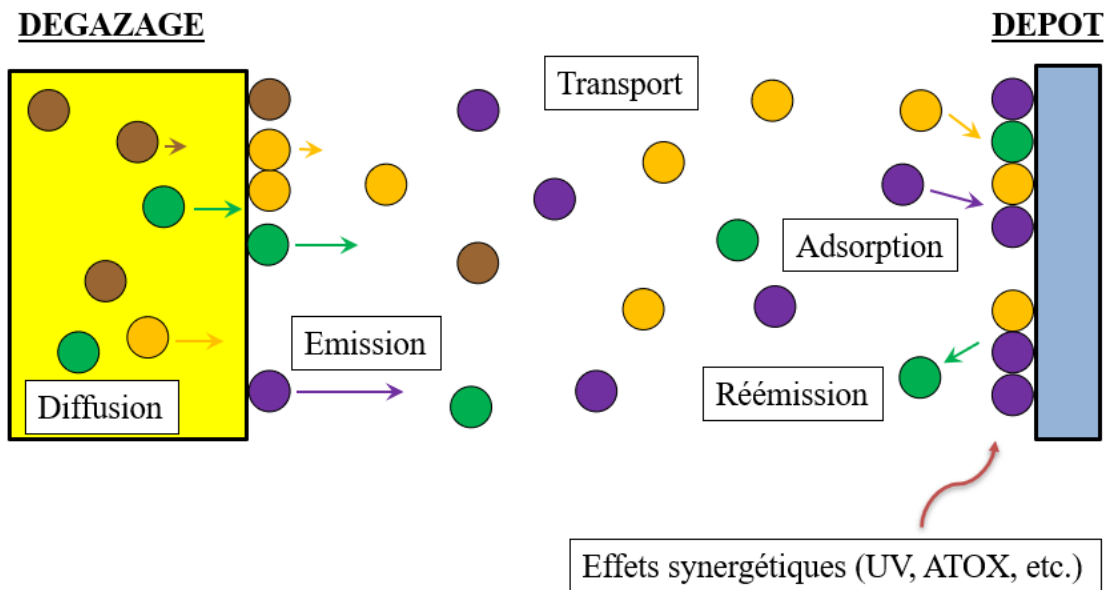 DEGAZAGE
DEPOT
Transport
Adsorption
Emission
Réémission
Diffusion
Effets synergétiques (UV, ATOX, etc.)